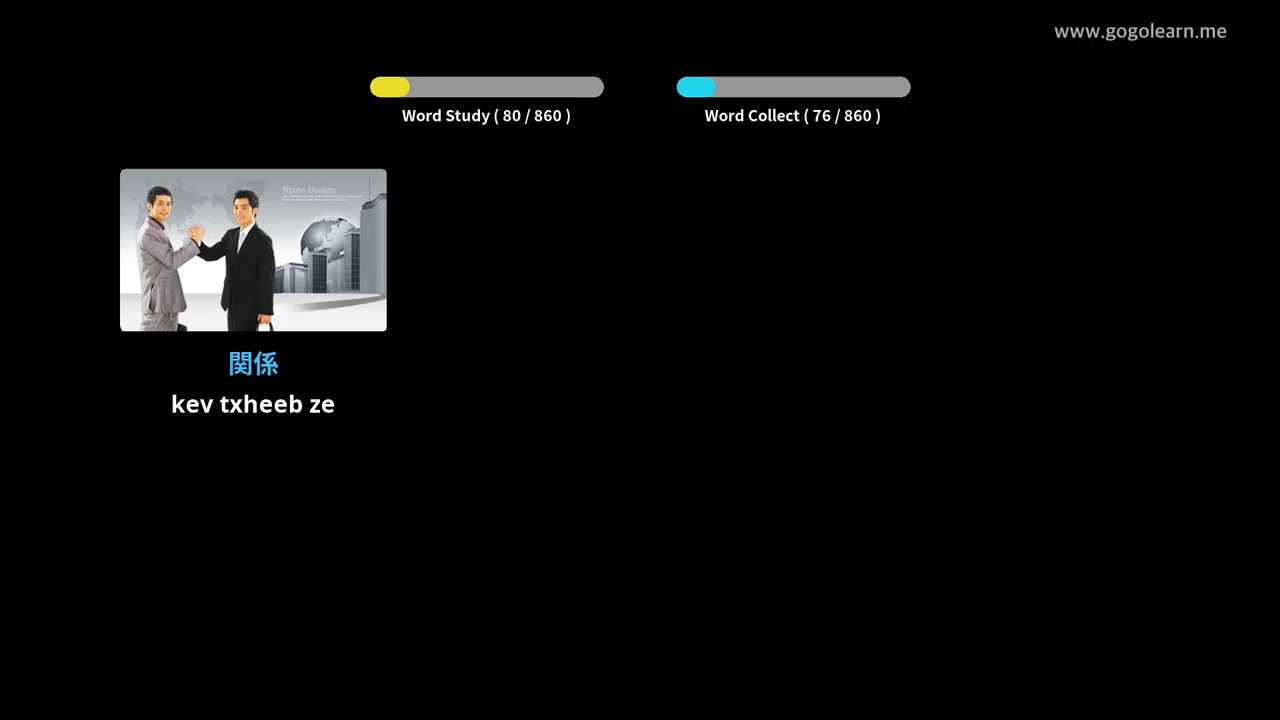 www.gogolearn.me
Word Study ( 80 / 860 )
Word Collect ( 76 / 860 )
Npine Design
関係
kev txheeb ze